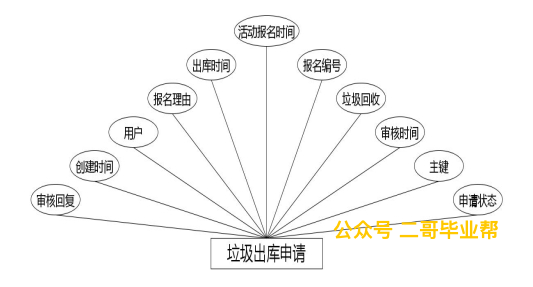 活动报名时间
出库时间
报名编号
报名理由
垃圾回收
用户
审核时间
创建时间
主键
审核回复
申请状态
公众号 二哥毕业帮
垃圾出库申请